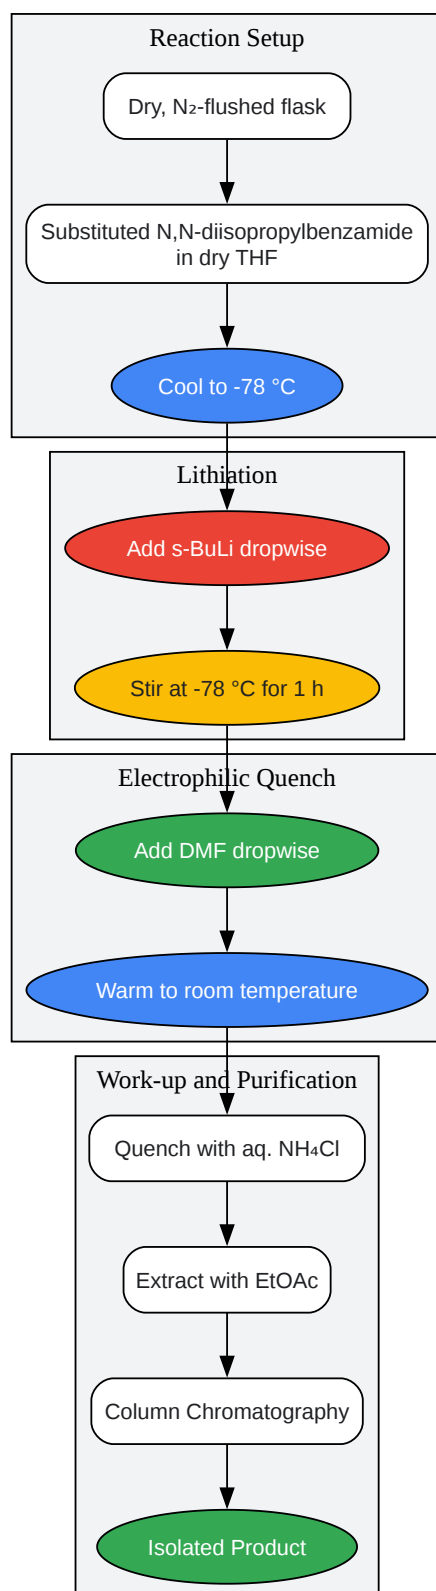 Reaction Setup
Dry, N₂-flushed flask
Substituted N,N-diisopropylbenzamide
in dry THF
Cool to -78 °C
Lithiation
Add s-BuLi dropwise
Stir at -78 °C for 1 h
Electrophilic Quench
Add DMF dropwise
Warm to room temperature
Work-up and Purification
Quench with aq. NH₄Cl
Extract with EtOAc
Column Chromatography
Isolated Product